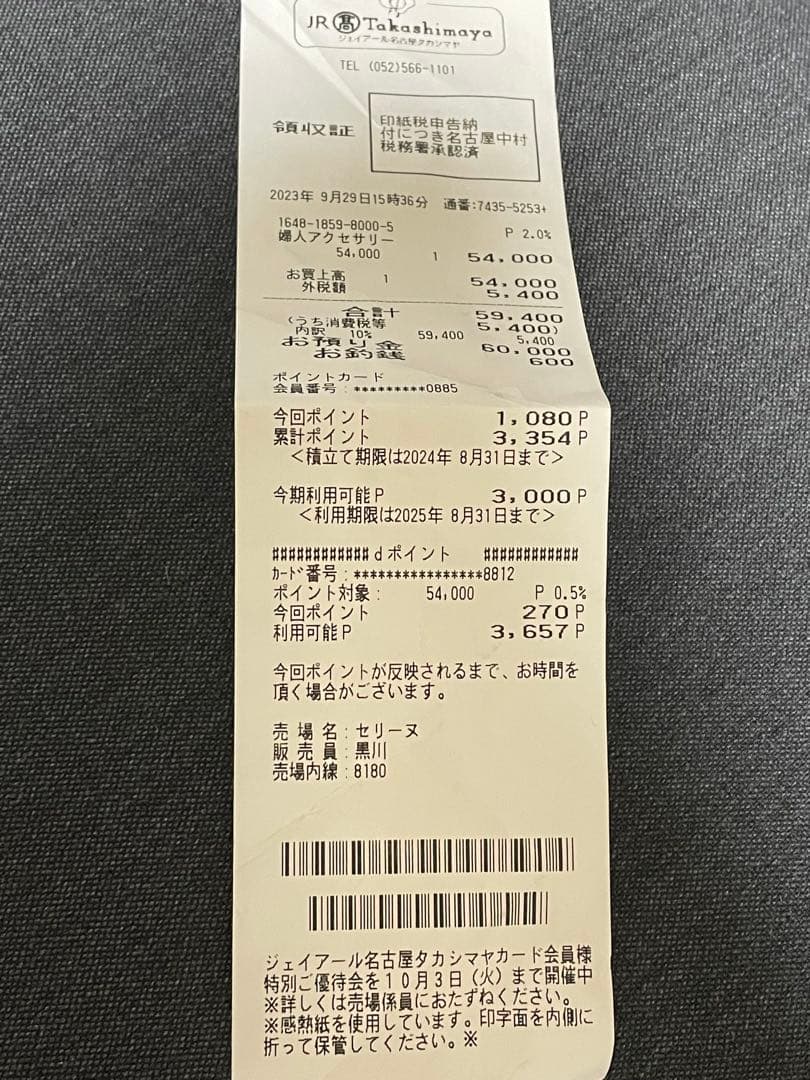 JR 髙 Takashimaya
ジェイアール名古屋タカシマヤ
TEL (052)566-1101
領収証
印紙税申告納
付につき名古屋中村
税務署承認済
2023年 9月29日15時36分 通番:7435-5253+
1648-1859-8000-5 P 2.0%
婦人アクセサリー
54,000 1 54,000
お買上高 1 54,000
外税額 5,400
合計 59,400
(うち消費税等 5,400)
内訳 10% 59,400 5,400
お預り金 60,000
お釣銭 600
ポイントカード
会員番号:*********0885
今回ポイント 1,080P
累計ポイント 3,354P
<積立て期限は2024年 8月31日まで>
今期利用可能P 3,000P
<利用期限は2025年 8月31日まで>
############ dポイント ############
ｶｰﾄﾞ番号:****************8812
ポイント対象: 54,000 P 0.5%
今回ポイント 270P
利用可能P 3,657P
今回ポイントが反映されるまで、お時間を
頂く場合がございます。
売場名:セリーヌ
販売員:黒川
売場内線:8180
ジェイアール名古屋タカシマヤカード会員様
特別ご優待会を10月3日(火)まで開催中
※詳しくは売場係員におたずねください。
※感熱紙を使用しています。印字面を内側に
折って保管してください。※